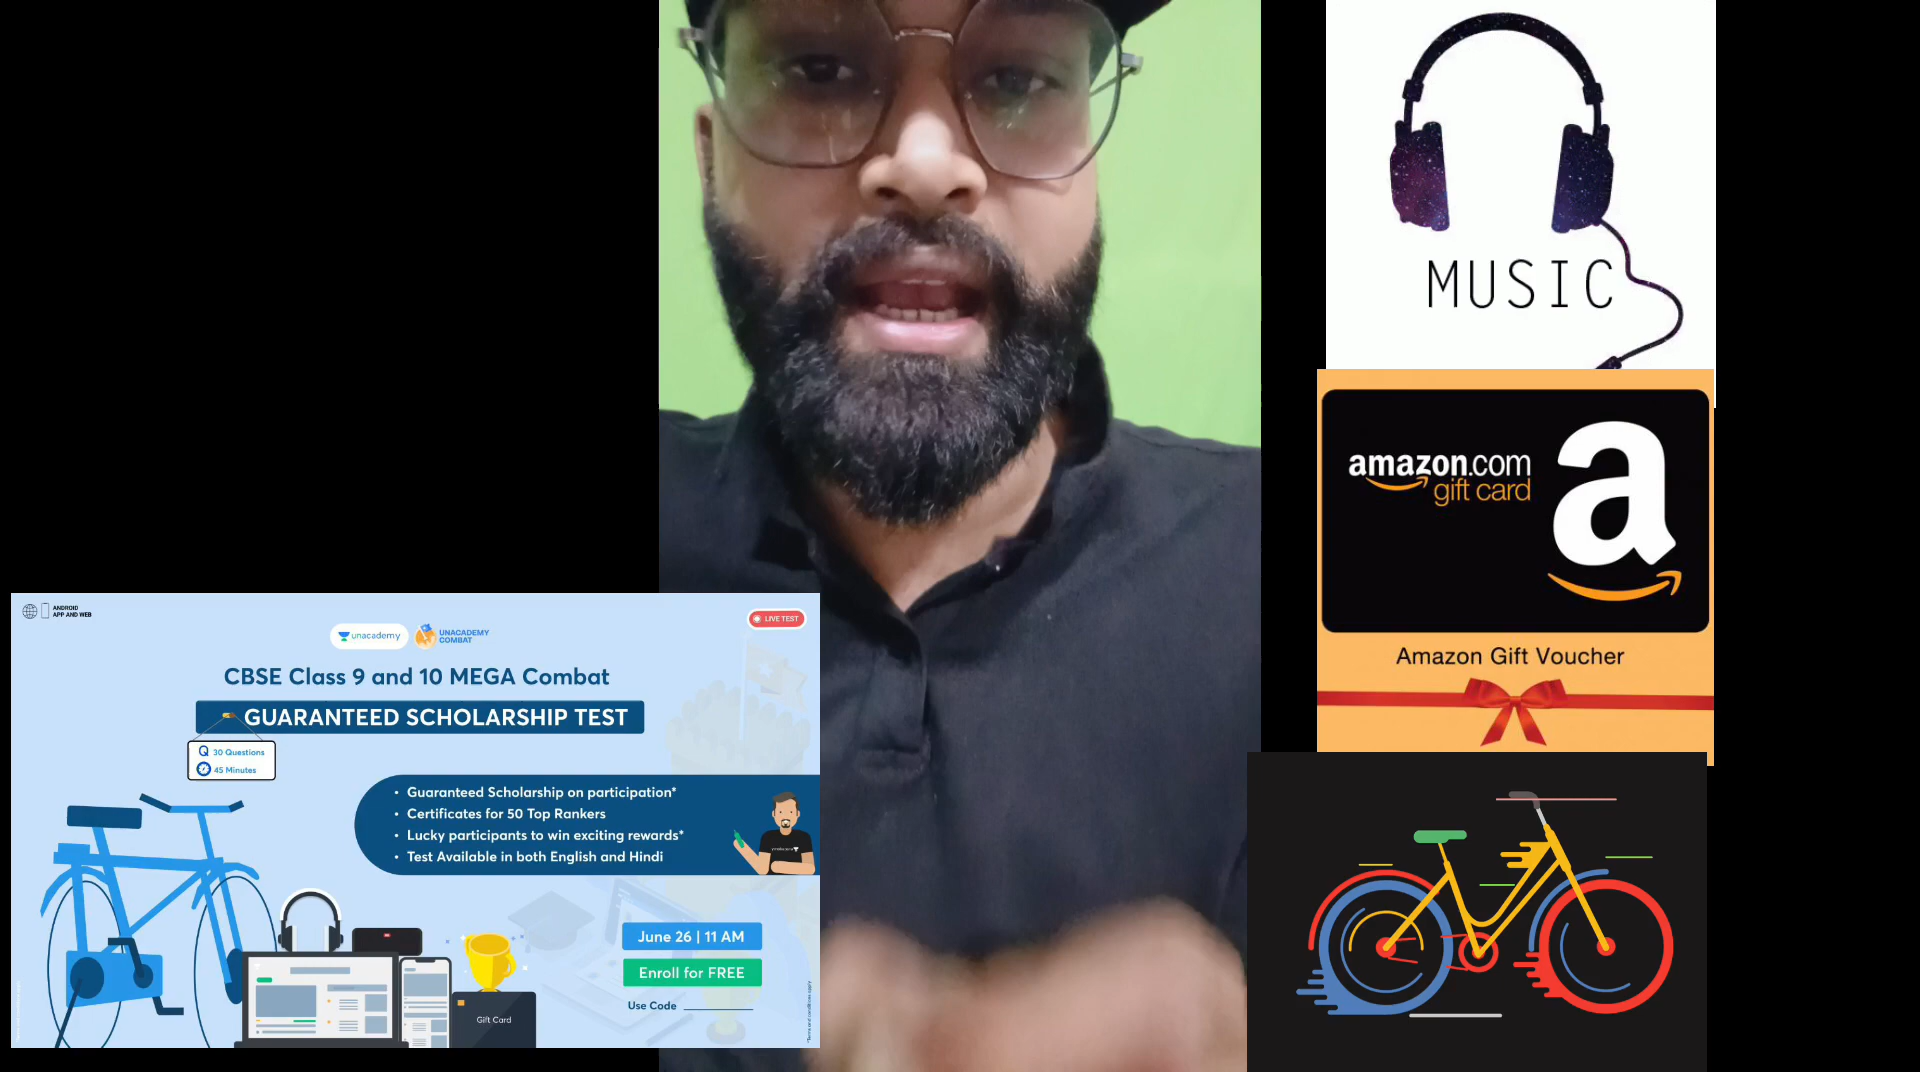 ANDROID
APP AND WEB
unacademy
UNACADEMY
COMBAT
LIVE TEST
CBSE Class 9 and 10 MEGA Combat
GUARANTEED SCHOLARSHIP TEST
Q 30 Questions
45 Minutes
• Guaranteed Scholarship on participation*
• Certificates for 50 Top Rankers
• Lucky participants to win exciting rewards*
• Test Available in both English and Hindi
June 26 | 11 AM
Enroll for FREE
Use Code
Gift Card
MUSIC
amazon.com
gift card
a
Amazon Gift Voucher